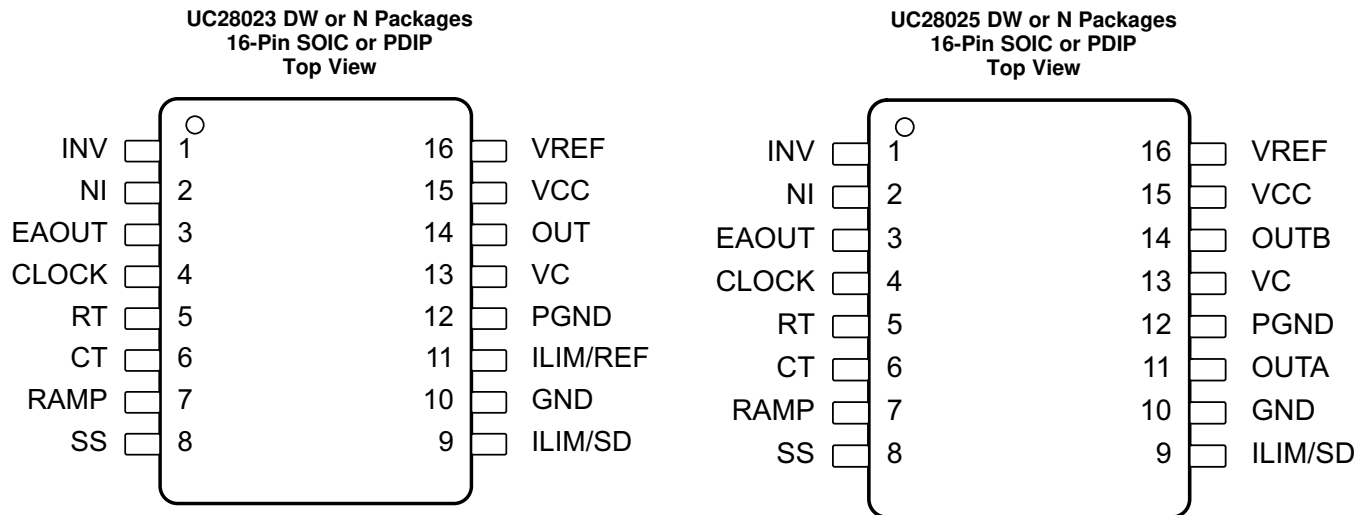 UC28023 DW or N Packages
16-Pin SOIC or PDIP
Top View
INV 1 16 VREF
NI 2 15 VCC
EAOUT 3 14 OUT
CLOCK 4 13 VC
RT 5 12 PGND
CT 6 11 ILIM/REF
RAMP 7 10 GND
SS 8 9 ILIM/SD
UC28025 DW or N Packages
16-Pin SOIC or PDIP
Top View
INV 1 16 VREF
NI 2 15 VCC
EAOUT 3 14 OUTB
CLOCK 4 13 VC
RT 5 12 PGND
CT 6 11 OUTA
RAMP 7 10 GND
SS 8 9 ILIM/SD